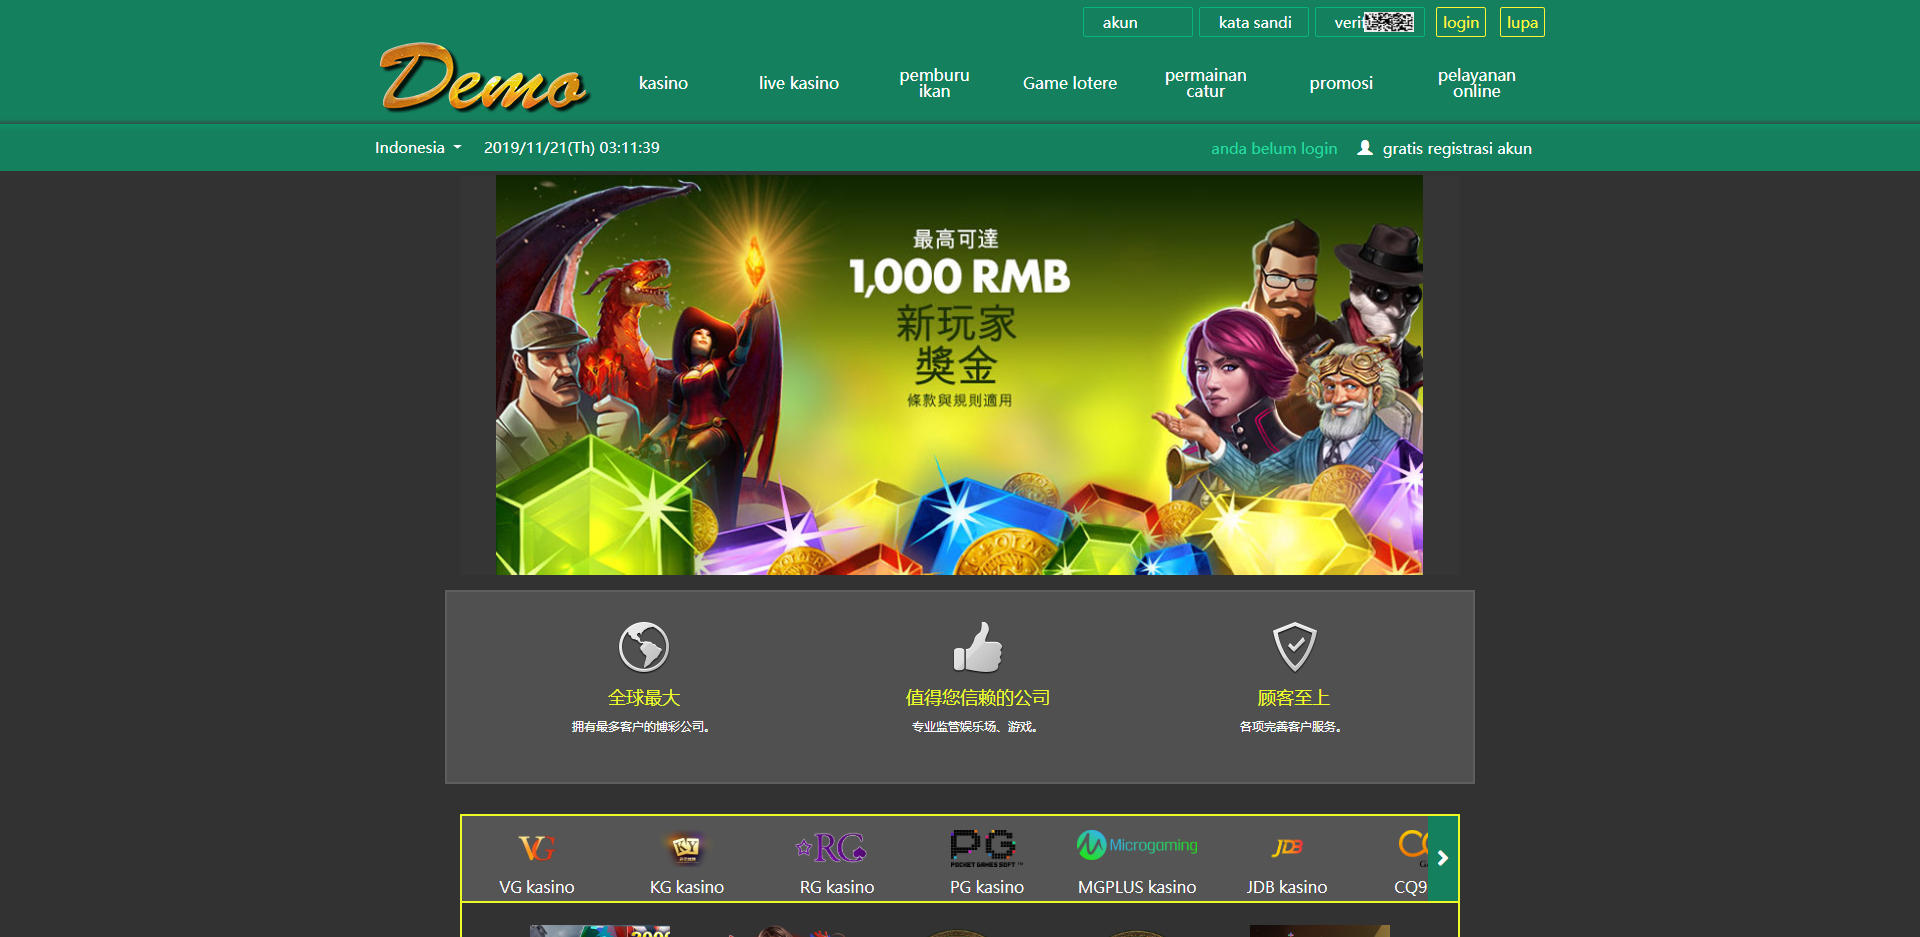 akun
kata sandi
login
lupa
Demo
kasino
live kasino
pemburu
ikan
Game lotere
permainan
catur
promosi
pelayanan
online
Indonesia
2019/11/21(Th) 03:11:39
anda belum login
gratis registrasi akun
最高可達
1,000 RMB
新玩家
獎金
條款與規則適用
全球最大
拥有最多客户的博彩公司。
值得您信赖的公司
专业监管娱乐场、游戏。
顾客至上
各项完善客户服务。
VG
KY
RG
PG
POCKET GAMES SOFT ™
Microgaming
JDB
VG kasino
KG kasino
RG kasino
PG kasino
MGPLUS kasino
JDB kasino
CQ9